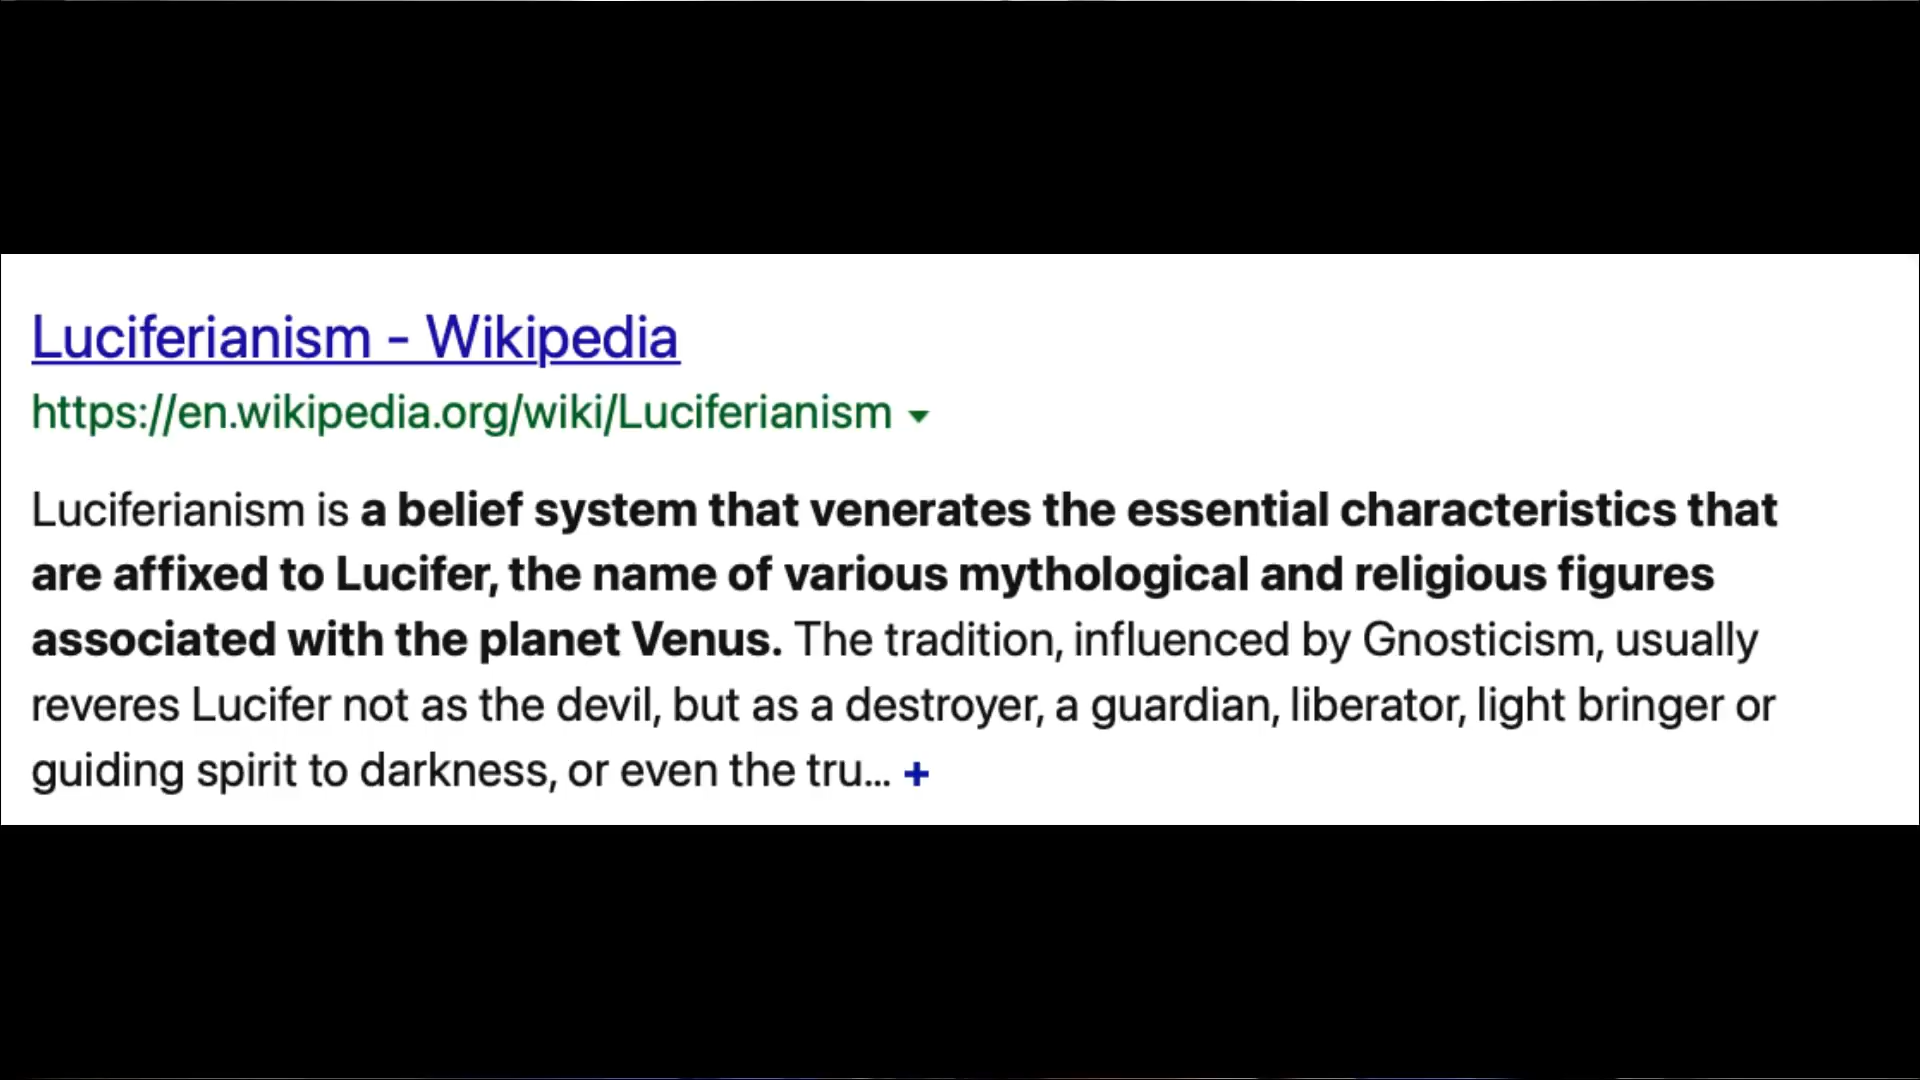 Luciferianism - Wikipedia
https://en.wikipedia.org/wiki/Luciferianism
Luciferianism is a belief system that venerates the essential characteristics that
are affixed to Lucifer, the name of various mythological and religious figures
associated with the planet Venus. The tradition, influenced by Gnosticism, usually
reveres Lucifer not as the devil, but as a destroyer, a guardian, liberator, light bringer or
guiding spirit to darkness, or even the tru... +